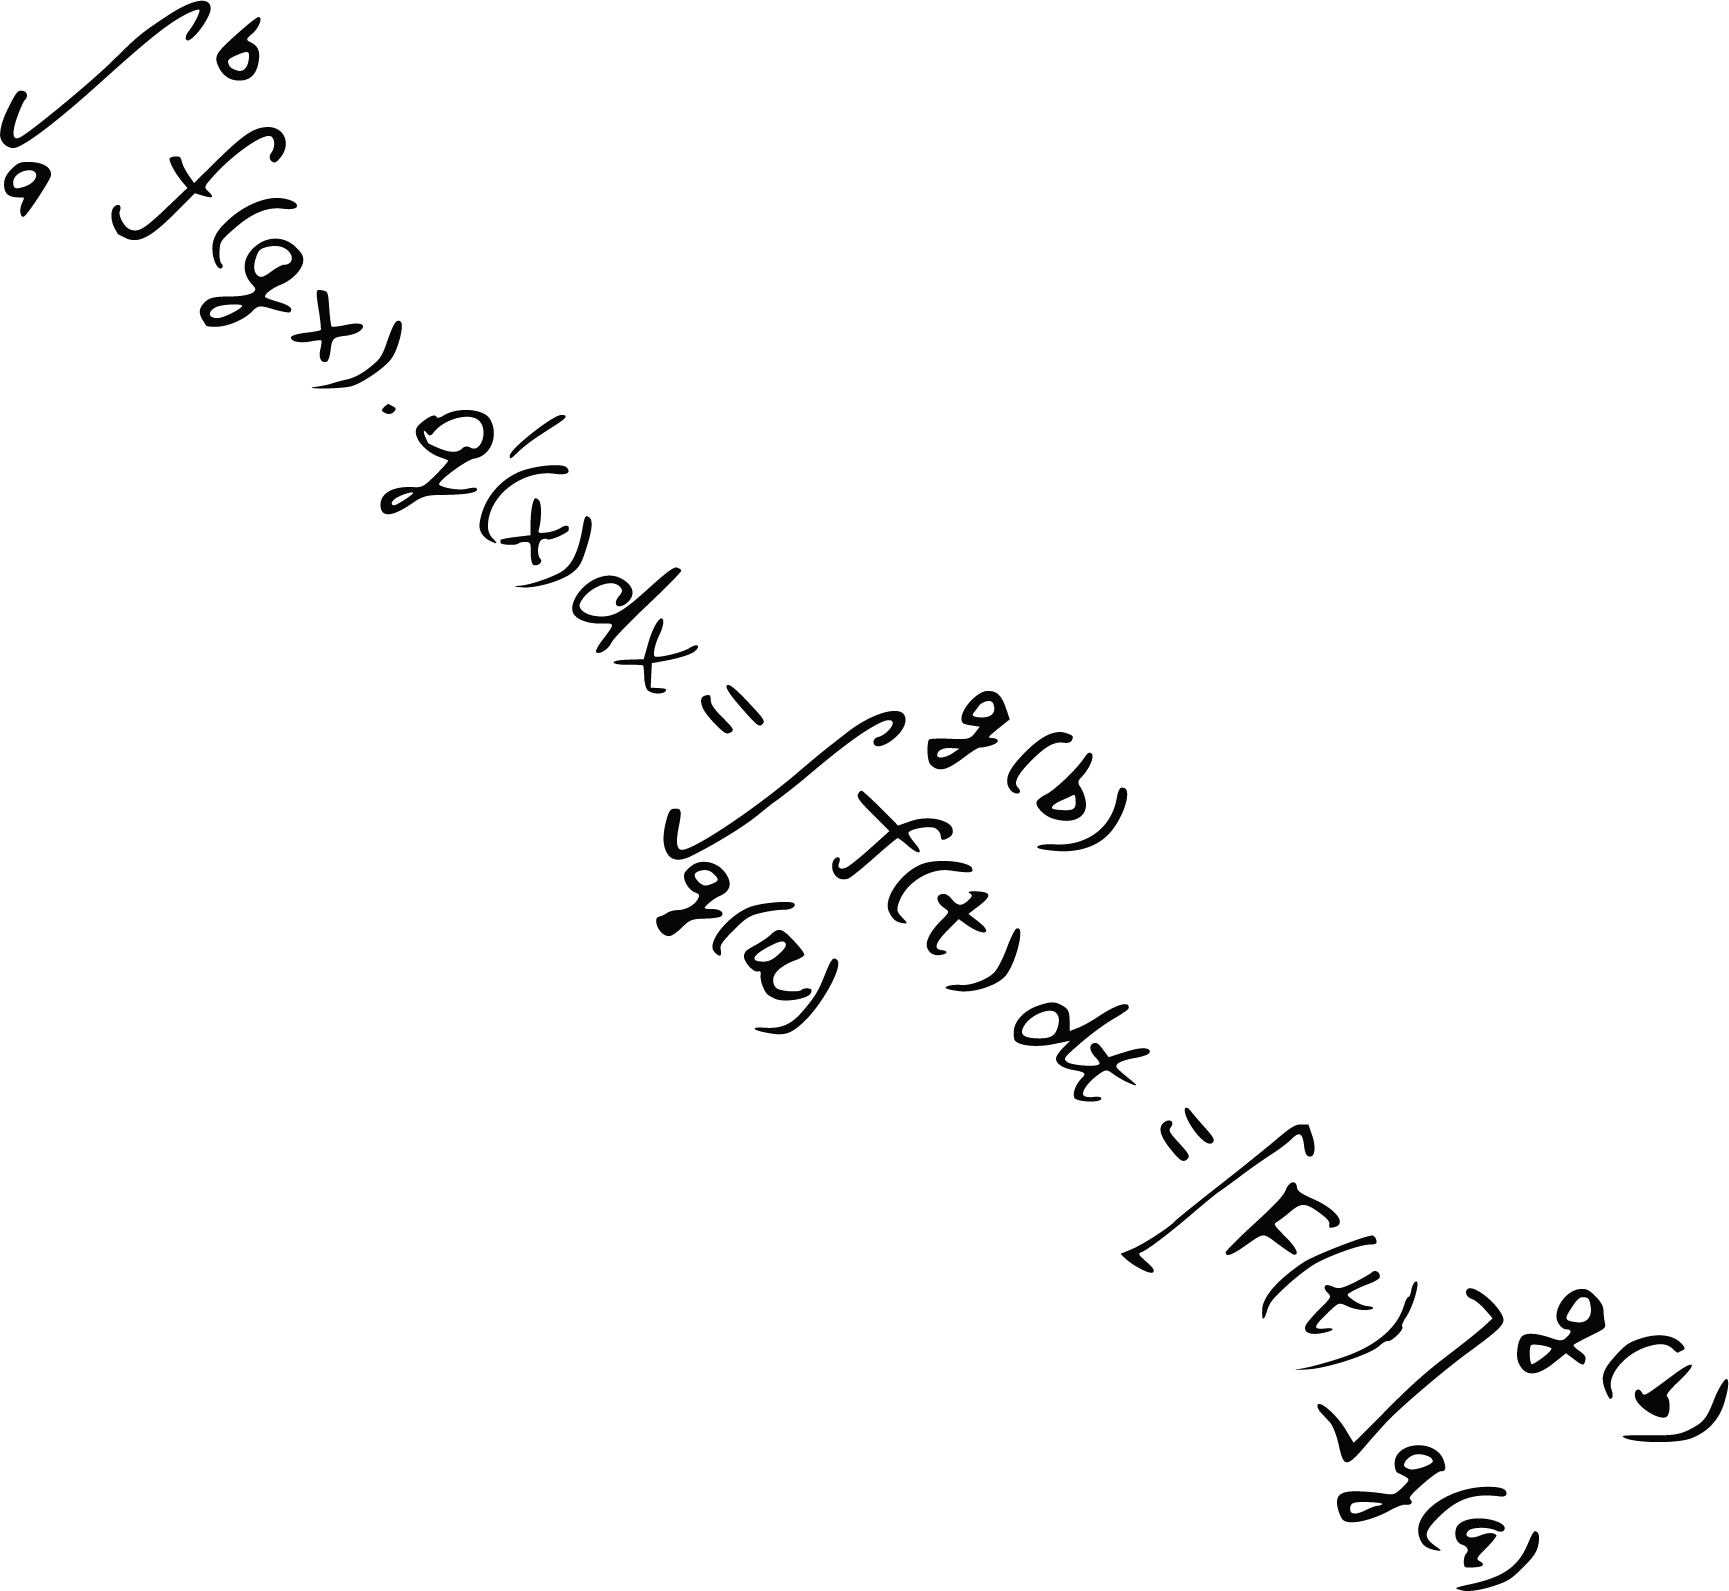 ∫_a^b f(gx)·g′(x)dx = ∫_{g(a)}^{g(b)} f(t)dt = [F(t)]_{g(a)}^{g(b)}